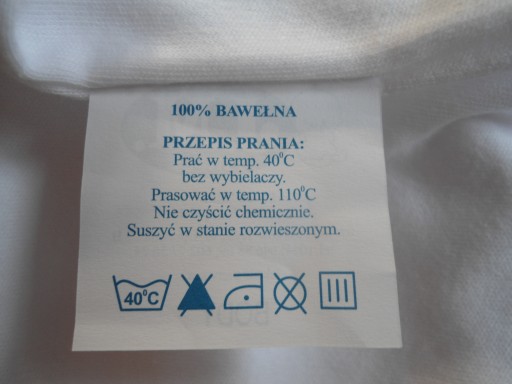 100% BAWEŁNA
PRZEPIS PRANIA:
Prać w temp. 40°C
bez wybielaczy.
Prasować w temp. 110°C
Nie czyścić chemicznie.
Suszyć w stanie rozwieszonym.
40°C